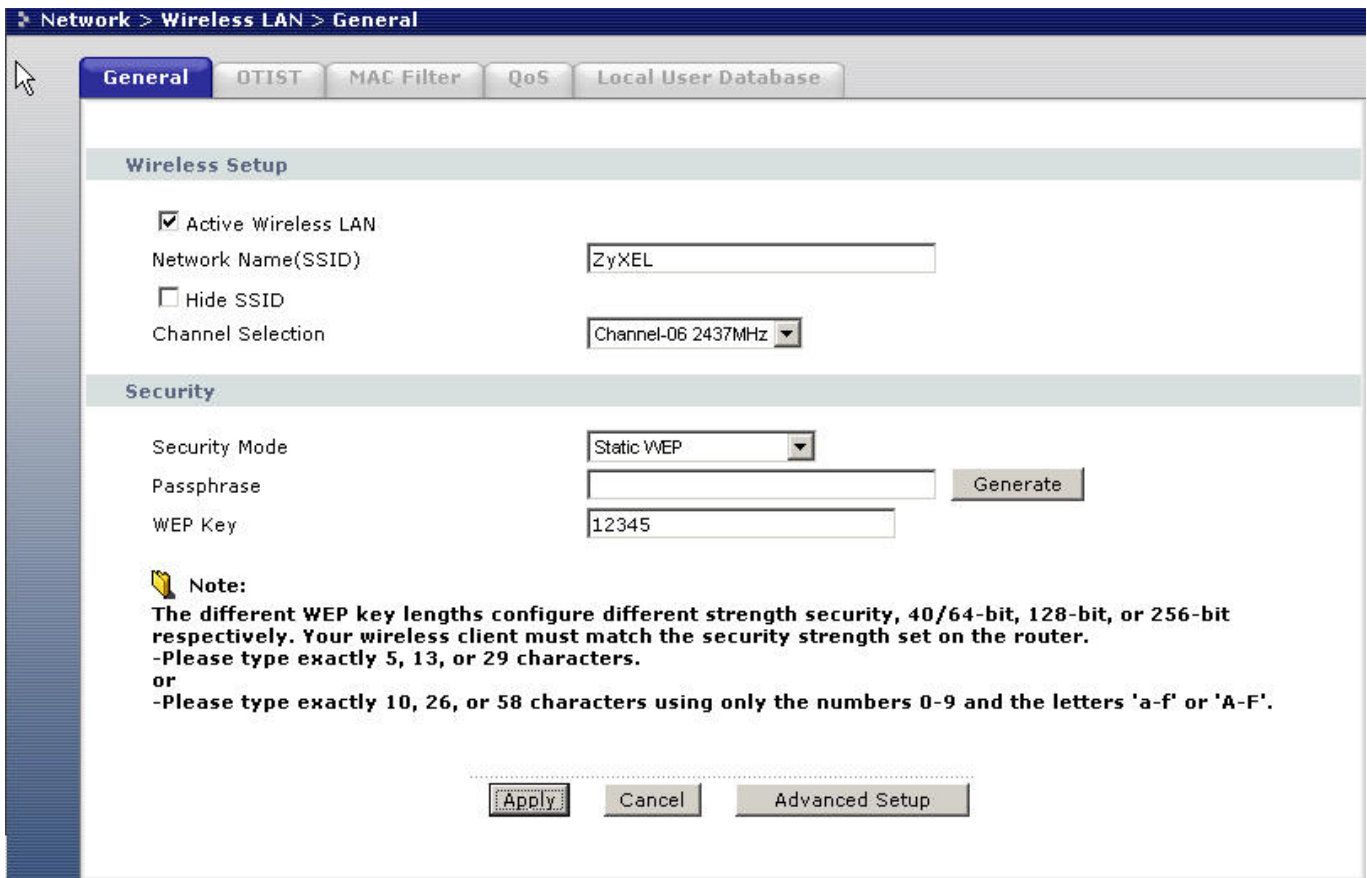 Network > Wireless LAN > General
General OTIST MAC Filter QoS Local User Database
Wireless Setup
Active Wireless LAN
Network Name(SSID) ZyXEL
Hide SSID
Channel Selection Channel-06 2437MHz
Security
Security Mode Static WEP
Passphrase Generate
WEP Key 12345
Note:
The different WEP key lengths configure different strength security, 40/64-bit, 128-bit, or 256-bit
respectively. Your wireless client must match the security strength set on the router.
-Please type exactly 5, 13, or 29 characters.
or
-Please type exactly 10, 26, or 58 characters using only the numbers 0-9 and the letters 'a-f' or 'A-F'.
Apply Cancel Advanced Setup